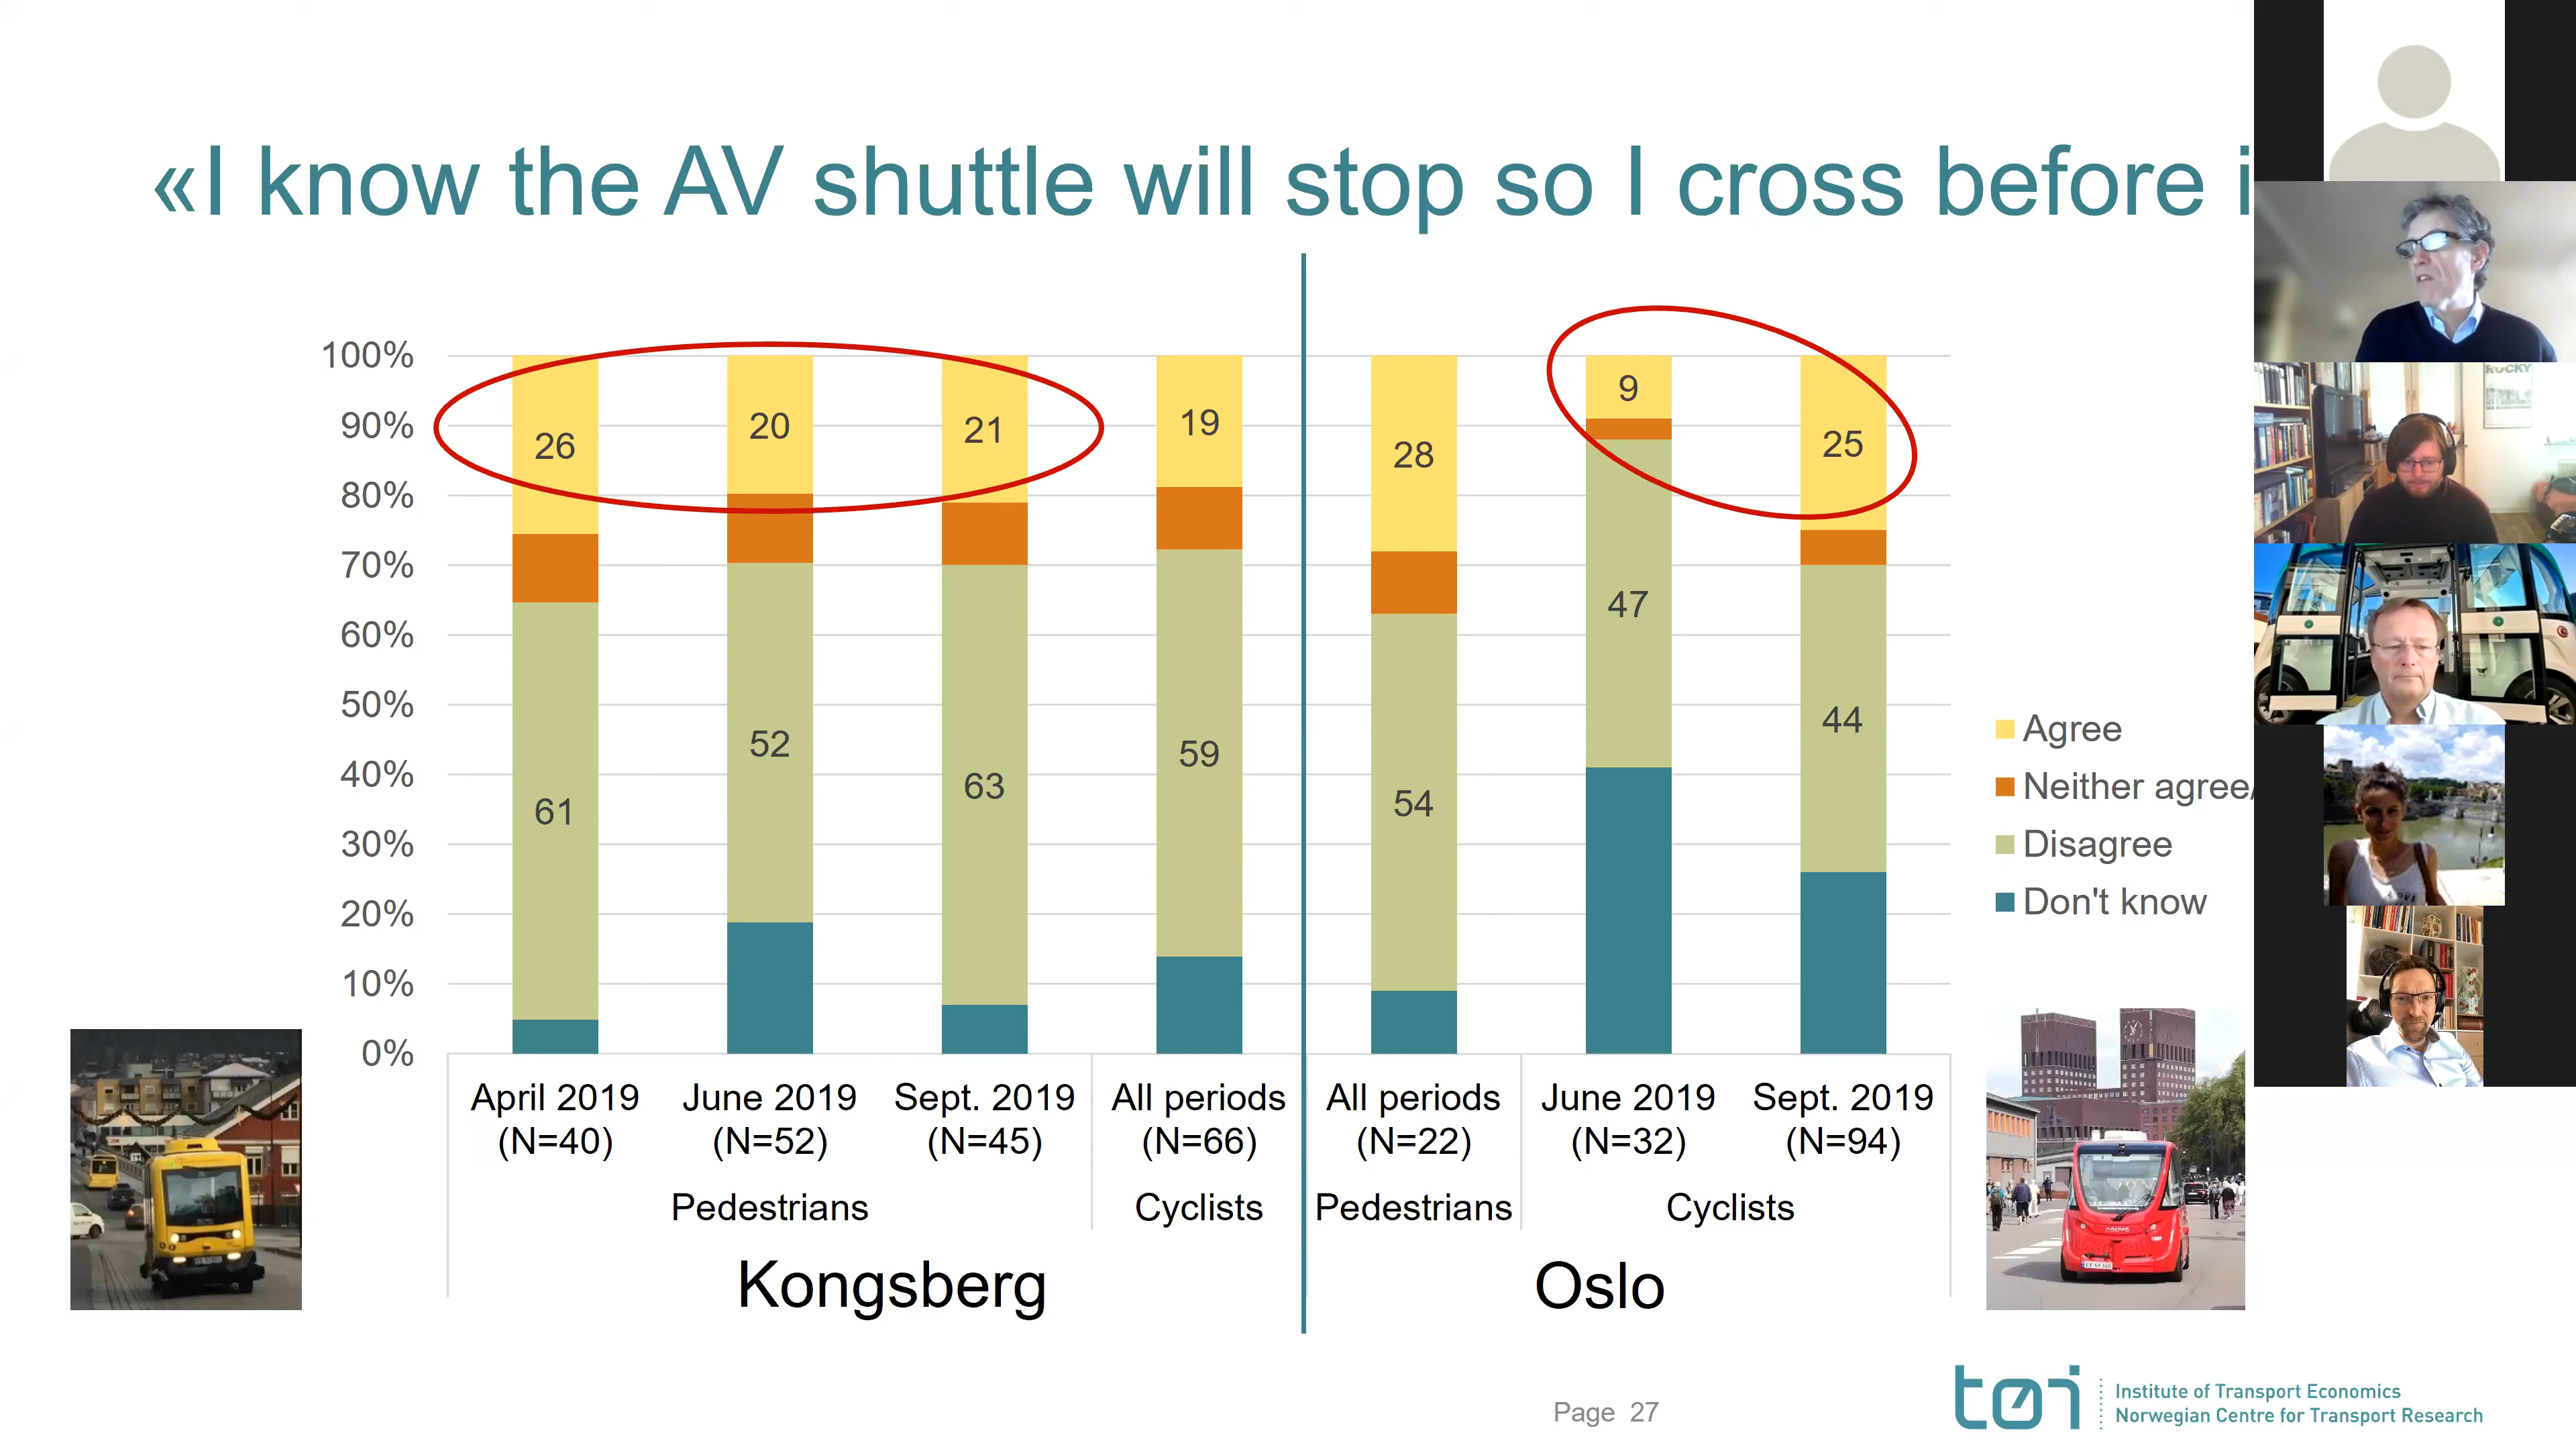 «I know the AV shuttle will stop so I cross before i
100%
90%
80%
70%
60%
50%
40%
30%
20%
10%
0%
26 20 21 19 28 9 25
61 52 63 59 54 47 44
Agree
Neither agree/
Disagree
Don't know
April 2019 June 2019 Sept. 2019 All periods All periods June 2019 Sept. 2019
(N=40) (N=52) (N=45) (N=66) (N=22) (N=32) (N=94)
Pedestrians Cyclists Pedestrians Cyclists
Kongsberg Oslo
Page 27
tøi
Institute of Transport Economics
Norwegian Centre for Transport Research
ROCKY